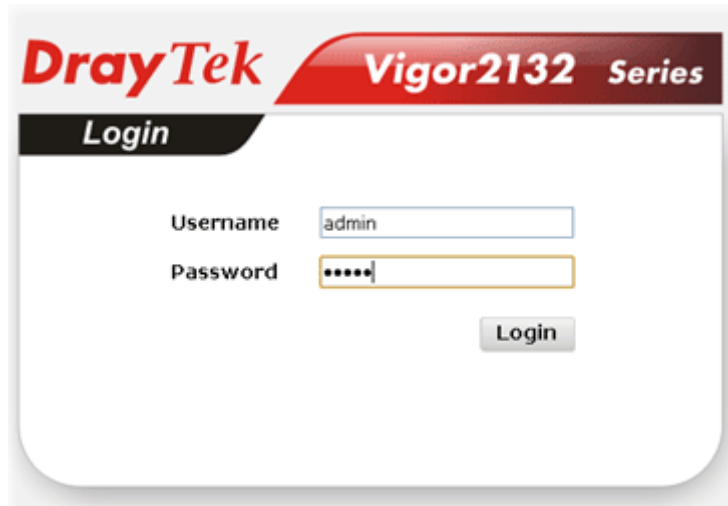 DrayTek Vigor2132 Series
Login
Username admin
Password •••••
Login